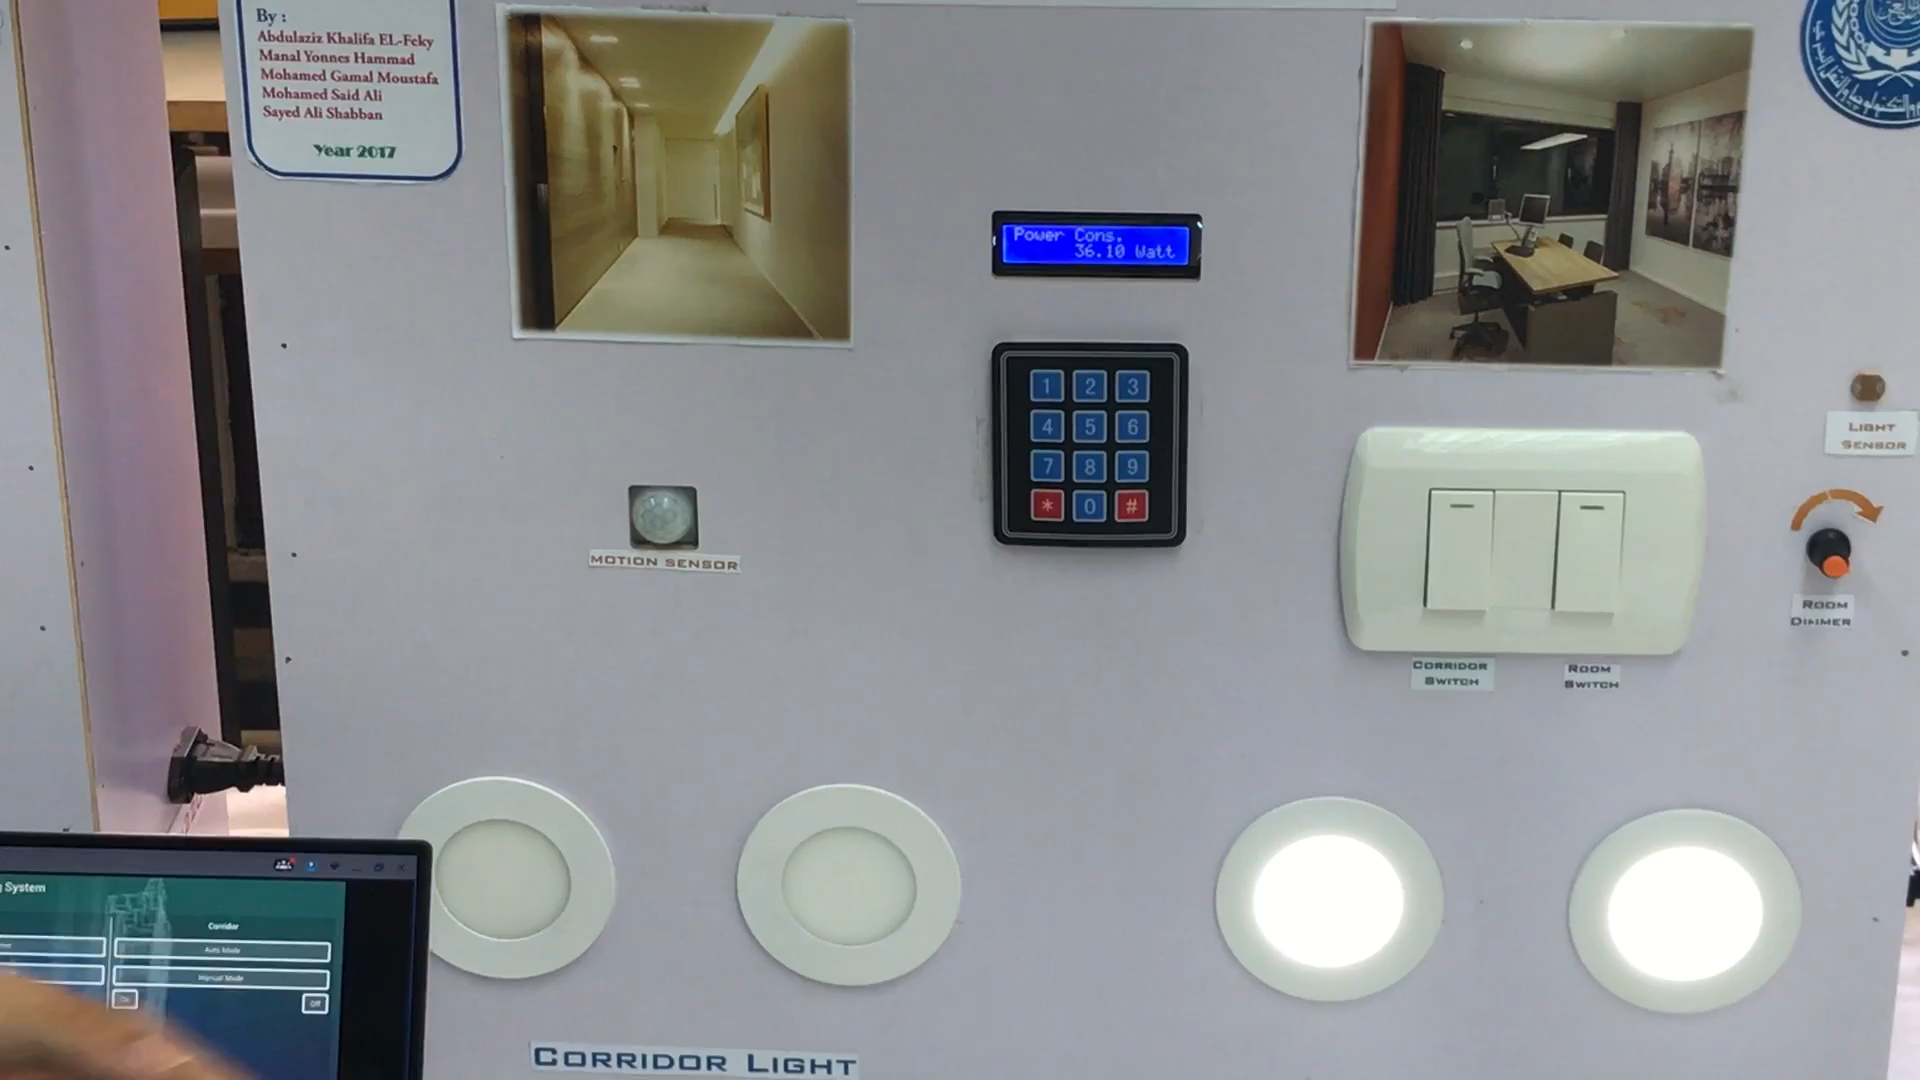 By :
Abdulaziz Khalifa EL-Feky
Manal Yonnes Hammad
Mohamed Gamal Moustafa
Mohamed Said Ali
Sayed Ali Shabban
Year 2017
Power Cons.
36.10 Watt
1 2 3
4 5 6
7 8 9
* 0 #
MOTION SENSOR
LIGHT
SENSOR
ROOM
DIMMER
CORRIDOR
SWITCH
ROOM
SWITCH
System
Corridor
Auto Mode
Manual Mode
On
Off
CORRIDOR LIGHT